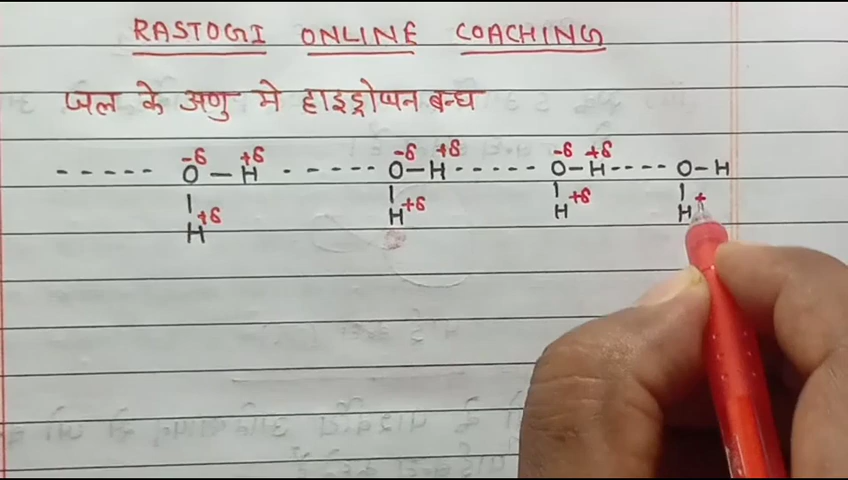 RASTOGI ONLINE COACHING
जल के अणु मे हाइड्रोजन बन्ध
-δ +δ -δ +δ -δ +δ
----- O — H ------ O — H ------ O — H ---- O — H
| | | |
H +δ H +δ H +δ H +